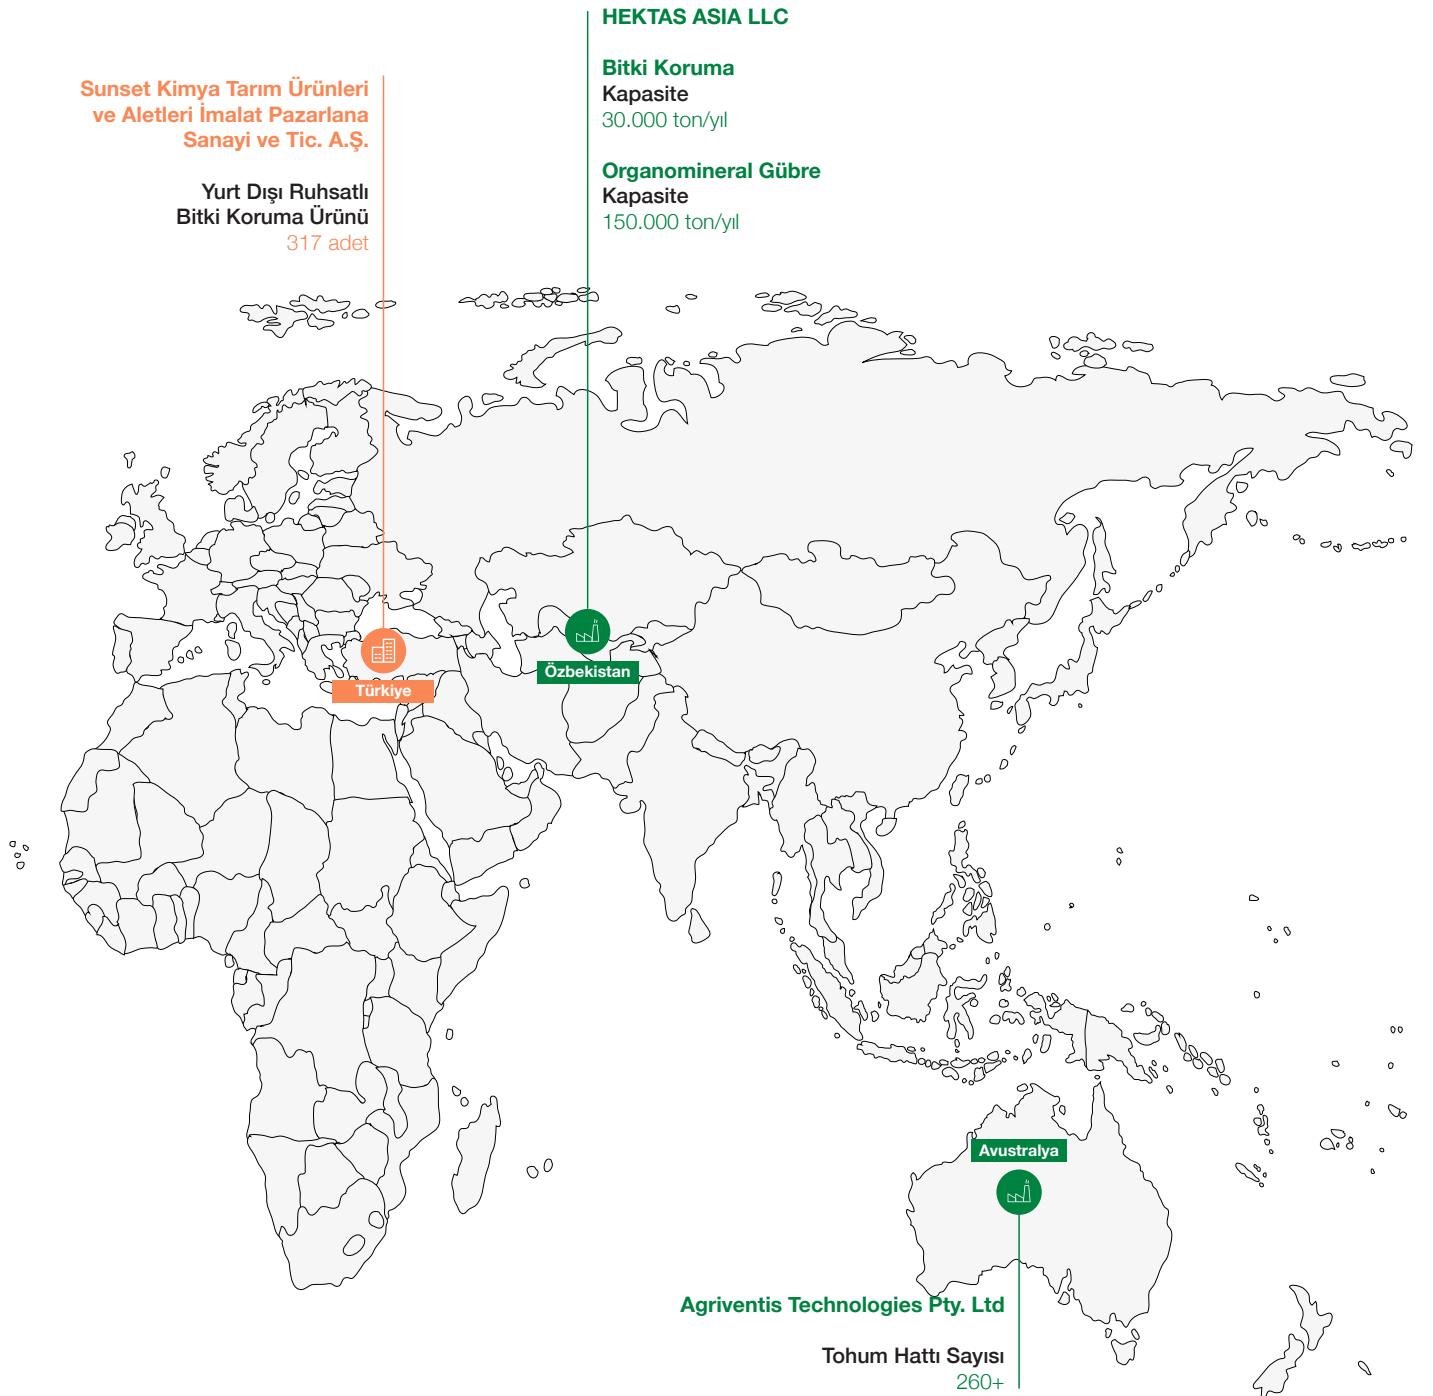 HEKTAS ASIA LLC
Bitki Koruma
Kapasite
30.000 ton/yıl
Organomineral Gübre
Kapasite
150.000 ton/yıl
Sunset Kimya Tarım Ürünleri
ve Aletleri İmalat Pazarlana
Sanayi ve Tic. A.Ş.
Yurt Dışı Ruhsatlı
Bitki Koruma Ürünü
317 adet
Özbekistan
Türkiye
Avustralya
Agriventis Technologies Pty. Ltd
Tohum Hattı Sayısı
260+